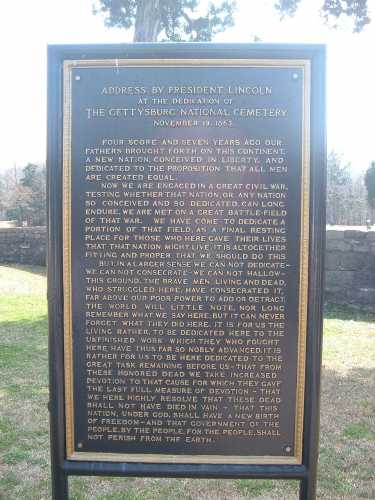 ADDRESS BY PRESIDENT LINCOLN
AT THE DEDICATION OF
THE GETTYSBURG NATIONAL CEMETERY
NOVEMBER 19, 1863.
FOUR SCORE AND SEVEN YEARS AGO OUR
FATHERS BROUGHT FORTH ON THIS CONTINENT,
A NEW NATION, CONCEIVED IN LIBERTY, AND
DEDICATED TO THE PROPOSITION THAT ALL MEN
ARE CREATED EQUAL.
NOW WE ARE ENGAGED IN A GREAT CIVIL WAR,
TESTING WHETHER THAT NATION, OR ANY NATION
SO CONCEIVED AND SO DEDICATED, CAN LONG
ENDURE. WE ARE MET ON A GREAT BATTLE-FIELD
OF THAT WAR. WE HAVE COME TO DEDICATE A
PORTION OF THAT FIELD, AS A FINAL RESTING
PLACE FOR THOSE WHO HERE GAVE THEIR LIVES
THAT THAT NATION MIGHT LIVE. IT IS ALTOGETHER
FITTING AND PROPER THAT WE SHOULD DO THIS
BUT, IN A LARGER SENSE, WE CAN NOT DEDICATE—
WE CAN NOT CONSECRATE—WE CAN NOT HALLOW—
THIS GROUND. THE BRAVE MEN, LIVING AND DEAD,
WHO STRUGGLED HERE, HAVE CONSECRATED IT,
FAR ABOVE OUR POOR POWER TO ADD OR DETRACT.
THE WORLD WILL LITTLE NOTE, NOR LONG
REMEMBER WHAT WE SAY HERE, BUT IT CAN NEVER
FORGET WHAT THEY DID HERE. IT IS FOR US THE
LIVING, RATHER, TO BE DEDICATED HERE TO THE
UNFINISHED WORK WHICH THEY WHO FOUGHT
HERE HAVE THUS FAR SO NOBLY ADVANCED. IT IS
RATHER FOR US TO BE HERE DEDICATED TO THE
GREAT TASK REMAINING BEFORE US—THAT FROM
THESE HONORED DEAD WE TAKE INCREASED
DEVOTION TO THAT CAUSE FOR WHICH THEY GAVE
THE LAST FULL MEASURE OF DEVOTION—THAT
WE HERE HIGHLY RESOLVE THAT THESE DEAD
SHALL NOT HAVE DIED IN VAIN—THAT THIS
NATION, UNDER GOD, SHALL HAVE A NEW BIRTH
OF FREEDOM—AND THAT GOVERNMENT OF THE
PEOPLE, BY THE PEOPLE, FOR THE PEOPLE, SHALL
NOT PERISH FROM THE EARTH.